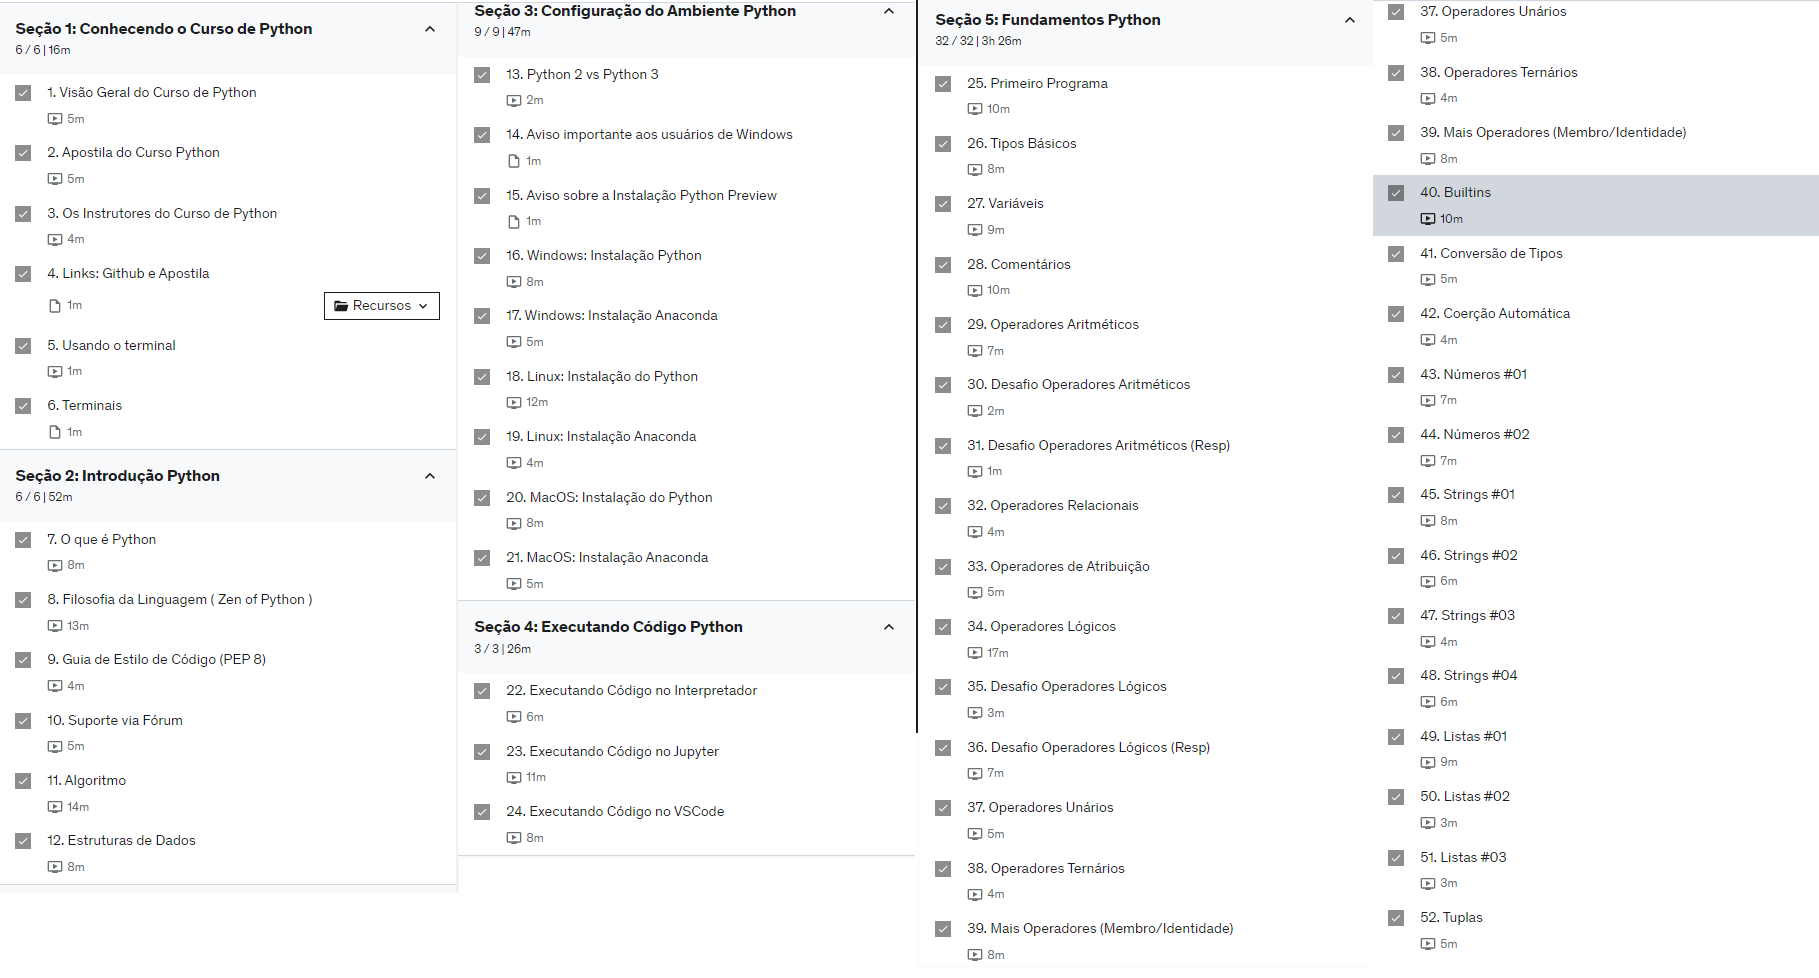 Seção 1: Conhecendo o Curso de Python
6 / 6 | 16m
1. Visão Geral do Curso de Python
5m
2. Apostila do Curso Python
5m
3. Os Instrutores do Curso de Python
4m
4. Links: Github e Apostila
1m
Recursos
5. Usando o terminal
1m
6. Terminais
1m
Seção 2: Introdução Python
6 / 6 | 52m
7. O que é Python
8m
8. Filosofia da Linguagem ( Zen of Python )
13m
9. Guia de Estilo de Código (PEP 8)
4m
10. Suporte via Fórum
5m
11. Algoritmo
14m
12. Estruturas de Dados
8m
Seção 3: Configuração do Ambiente Python
9 / 9 | 47m
13. Python 2 vs Python 3
2m
14. Aviso importante aos usuários de Windows
1m
15. Aviso sobre a Instalação Python Preview
1m
16. Windows: Instalação Python
8m
17. Windows: Instalação Anaconda
5m
18. Linux: Instalação do Python
12m
19. Linux: Instalação Anaconda
4m
20. MacOS: Instalação do Python
8m
21. MacOS: Instalação Anaconda
5m
Seção 4: Executando Código Python
3 / 3 | 26m
22. Executando Código no Interpretador
6m
23. Executando Código no Jupyter
11m
24. Executando Código no VSCode
8m
Seção 5: Fundamentos Python
32 / 32 | 3h 26m
25. Primeiro Programa
10m
26. Tipos Básicos
8m
27. Variáveis
9m
28. Comentários
10m
29. Operadores Aritméticos
7m
30. Desafio Operadores Aritméticos
2m
31. Desafio Operadores Aritméticos (Resp)
1m
32. Operadores Relacionais
4m
33. Operadores de Atribuição
5m
34. Operadores Lógicos
17m
35. Desafio Operadores Lógicos
3m
36. Desafio Operadores Lógicos (Resp)
7m
37. Operadores Unários
5m
38. Operadores Ternários
4m
39. Mais Operadores (Membro/Identidade)
8m
37. Operadores Unários
5m
38. Operadores Ternários
4m
39. Mais Operadores (Membro/Identidade)
8m
40. Builtins
10m
41. Conversão de Tipos
5m
42. Coerção Automática
4m
43. Números #01
7m
44. Números #02
7m
45. Strings #01
8m
46. Strings #02
6m
47. Strings #03
4m
48. Strings #04
6m
49. Listas #01
9m
50. Listas #02
3m
51. Listas #03
3m
52. Tuplas
5m